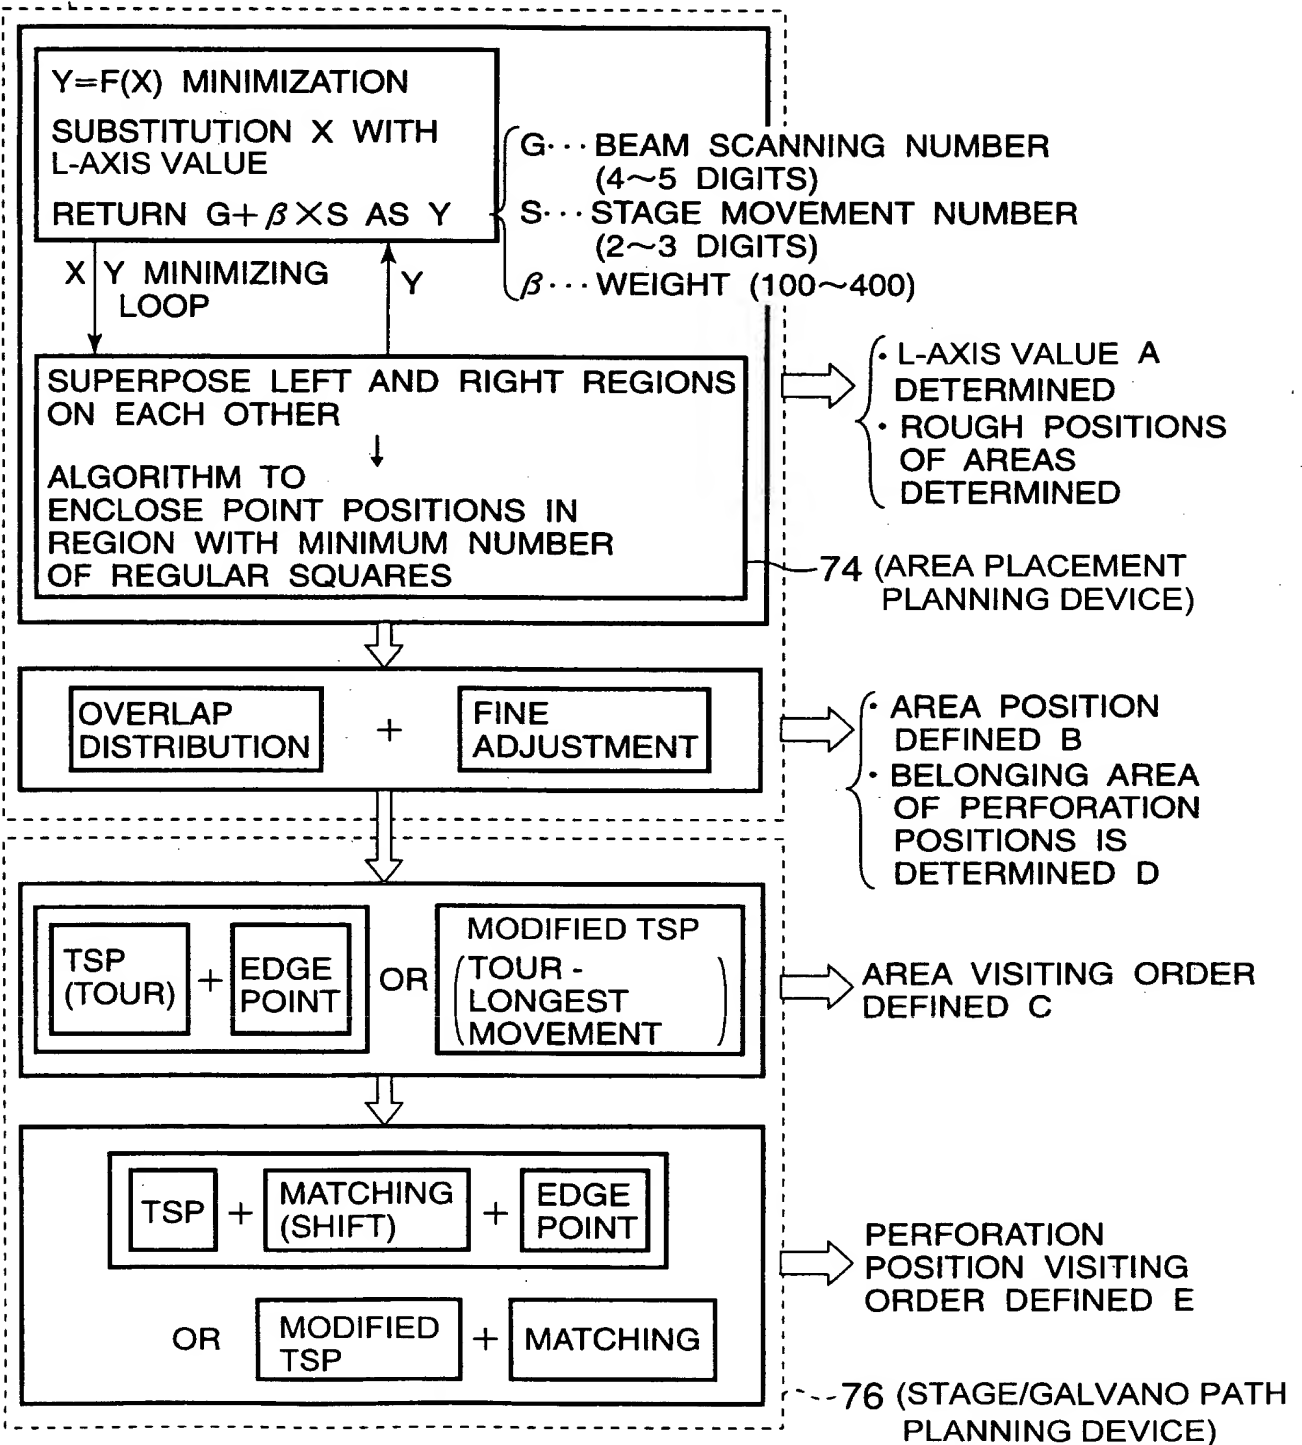 Y=F(X) MINIMIZATION
SUBSTITUTION X WITH
L-AXIS VALUE
RETURN G+β×S AS Y
G··· BEAM SCANNING NUMBER
(4~5 DIGITS)
S··· STAGE MOVEMENT NUMBER
(2~3 DIGITS)
β··· WEIGHT (100~400)
X
Y MINIMIZING
LOOP
Y
SUPERPOSE LEFT AND RIGHT REGIONS
ON EACH OTHER
ALGORITHM TO
ENCLOSE POINT POSITIONS IN
REGION WITH MINIMUM NUMBER
OF REGULAR SQUARES
· L-AXIS VALUE A
DETERMINED
· ROUGH POSITIONS
OF AREAS
DETERMINED
74 (AREA PLACEMENT
PLANNING DEVICE)
OVERLAP
DISTRIBUTION
+
FINE
ADJUSTMENT
· AREA POSITION
DEFINED B
· BELONGING AREA
OF PERFORATION
POSITIONS IS
DETERMINED D
TSP
(TOUR)
+
EDGE
POINT
OR
MODIFIED TSP
(TOUR -
LONGEST
MOVEMENT)
AREA VISITING ORDER
DEFINED C
TSP
+
MATCHING
(SHIFT)
+
EDGE
POINT
OR
MODIFIED
TSP
+
MATCHING
PERFORATION
POSITION VISITING
ORDER DEFINED E
76 (STAGE/GALVANO PATH
PLANNING DEVICE)